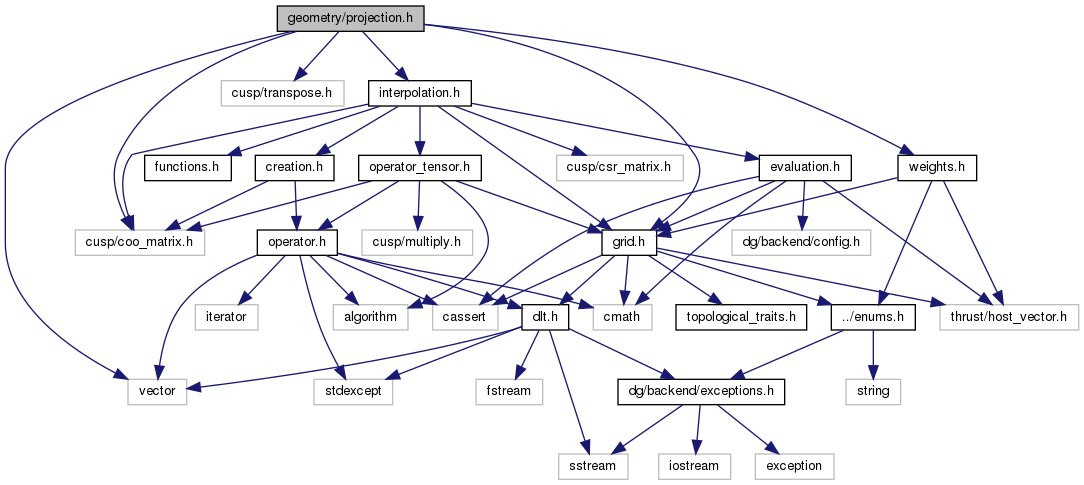 geometry/projection.h
cusp/transpose.h
interpolation.h
functions.h
creation.h
operator_tensor.h
cusp/csr_matrix.h
evaluation.h
weights.h
cusp/coo_matrix.h
operator.h
cusp/multiply.h
grid.h
dg/backend/config.h
iterator
algorithm
cassert
dlt.h
cmath
topological_traits.h
../enums.h
thrust/host_vector.h
vector
stdexcept
fstream
dg/backend/exceptions.h
string
sstream
iostream
exception